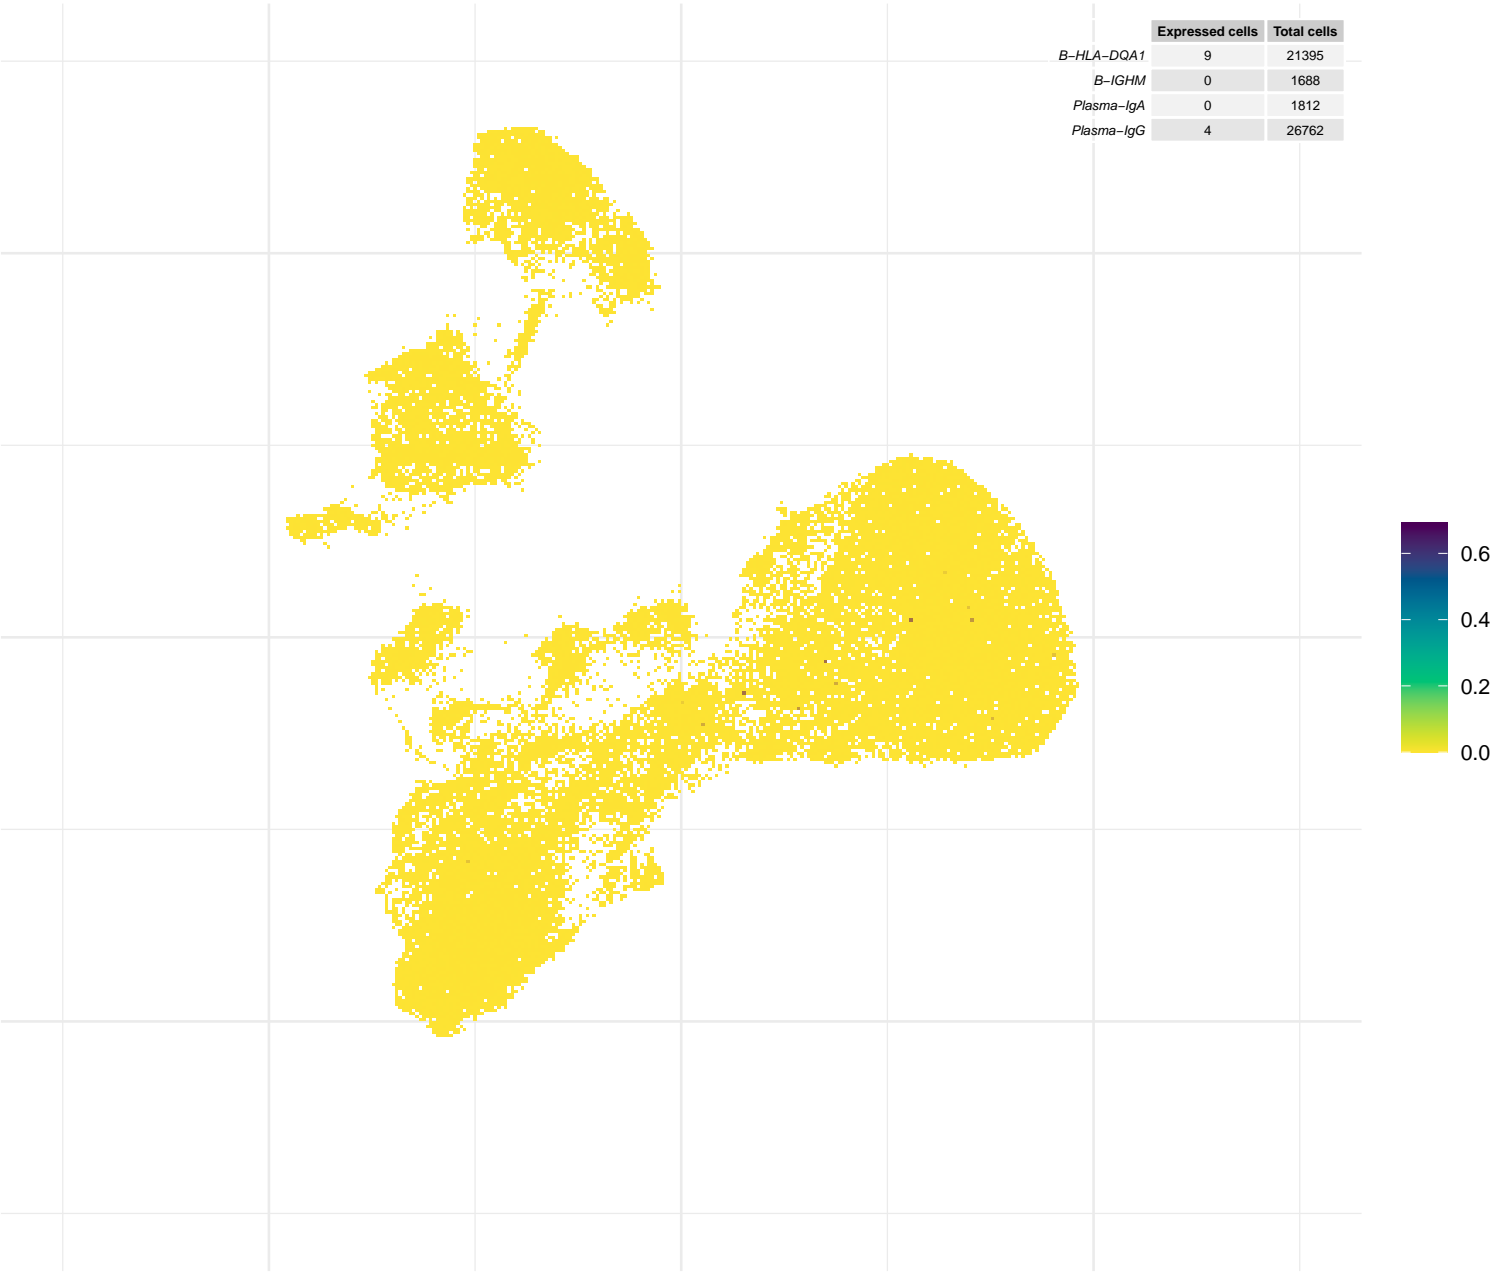 Expressed cells Total cells
B−HLA−DQA1 9 21395
B−IGHM 0 1688
Plasma−IgA 0 1812
Plasma−IgG 4 26762
0.6
0.4
0.2
0.0